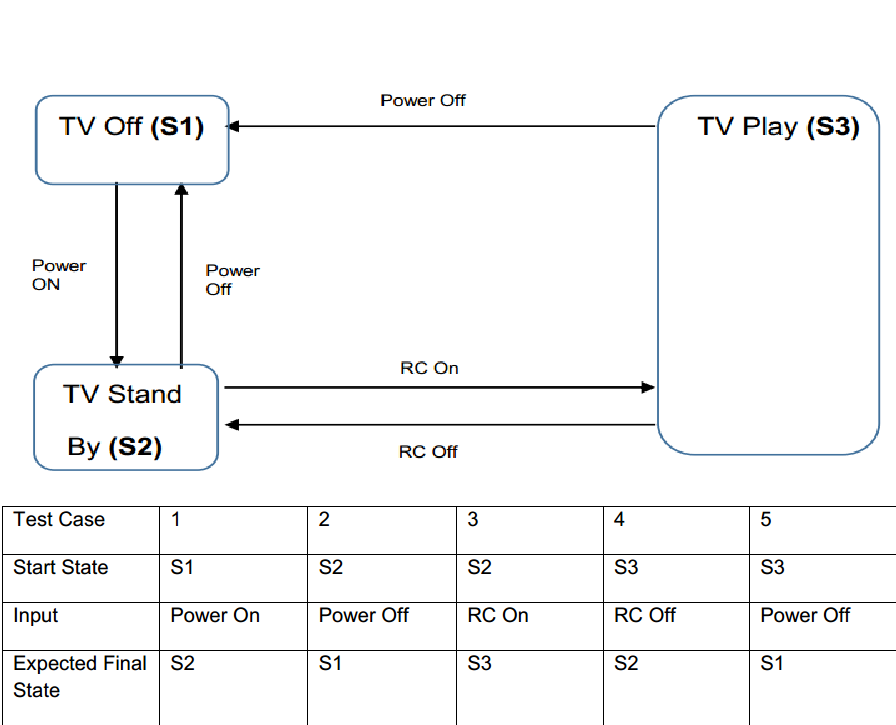 Power Off
TV Off (S1)
TV Play (S3)
Power
ON
Power
Off
RC On
TV Stand
By (S2)
RC Off
Test Case 1 2 3 4 5
Start State S1 S2 S2 S3 S3
Input Power On Power Off RC On RC Off Power Off
Expected Final S2 S1 S3 S2 S1
State